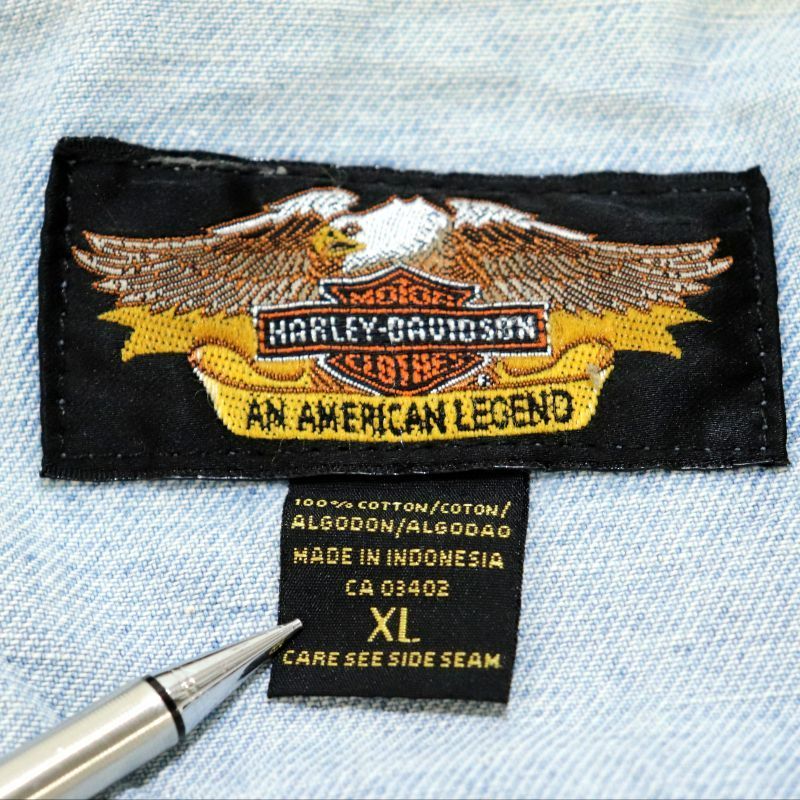 MOTOR
HARLEY-DAVIDSON
CLOTHES
®
AN AMERICAN LEGEND
100% COTTON/COTON/
ALGODON/ALGODAO
MADE IN INDONESIA
CA 03402
XL
CARE SEE SIDE SEAM